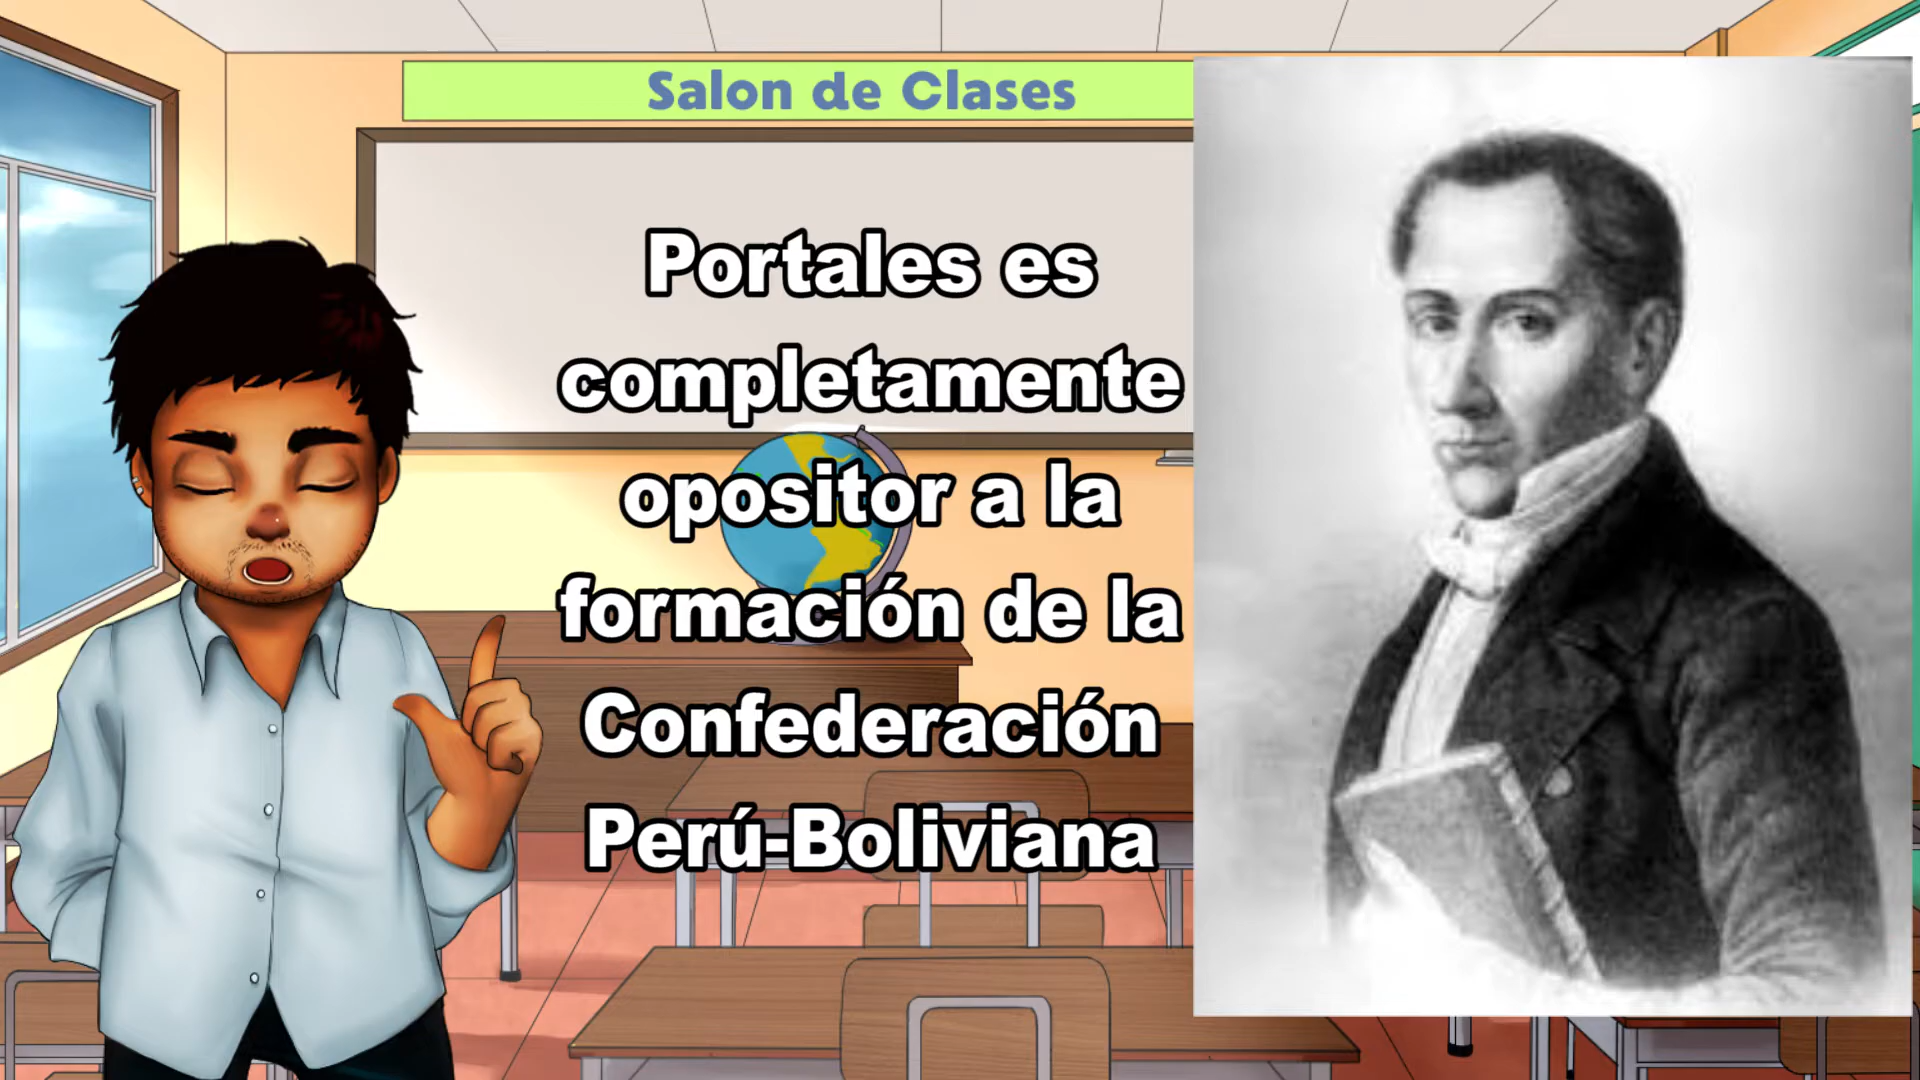 Salon de Clases
Portales es
completamente
opositor a la
formación de la
Confederación
Perú-Boliviana